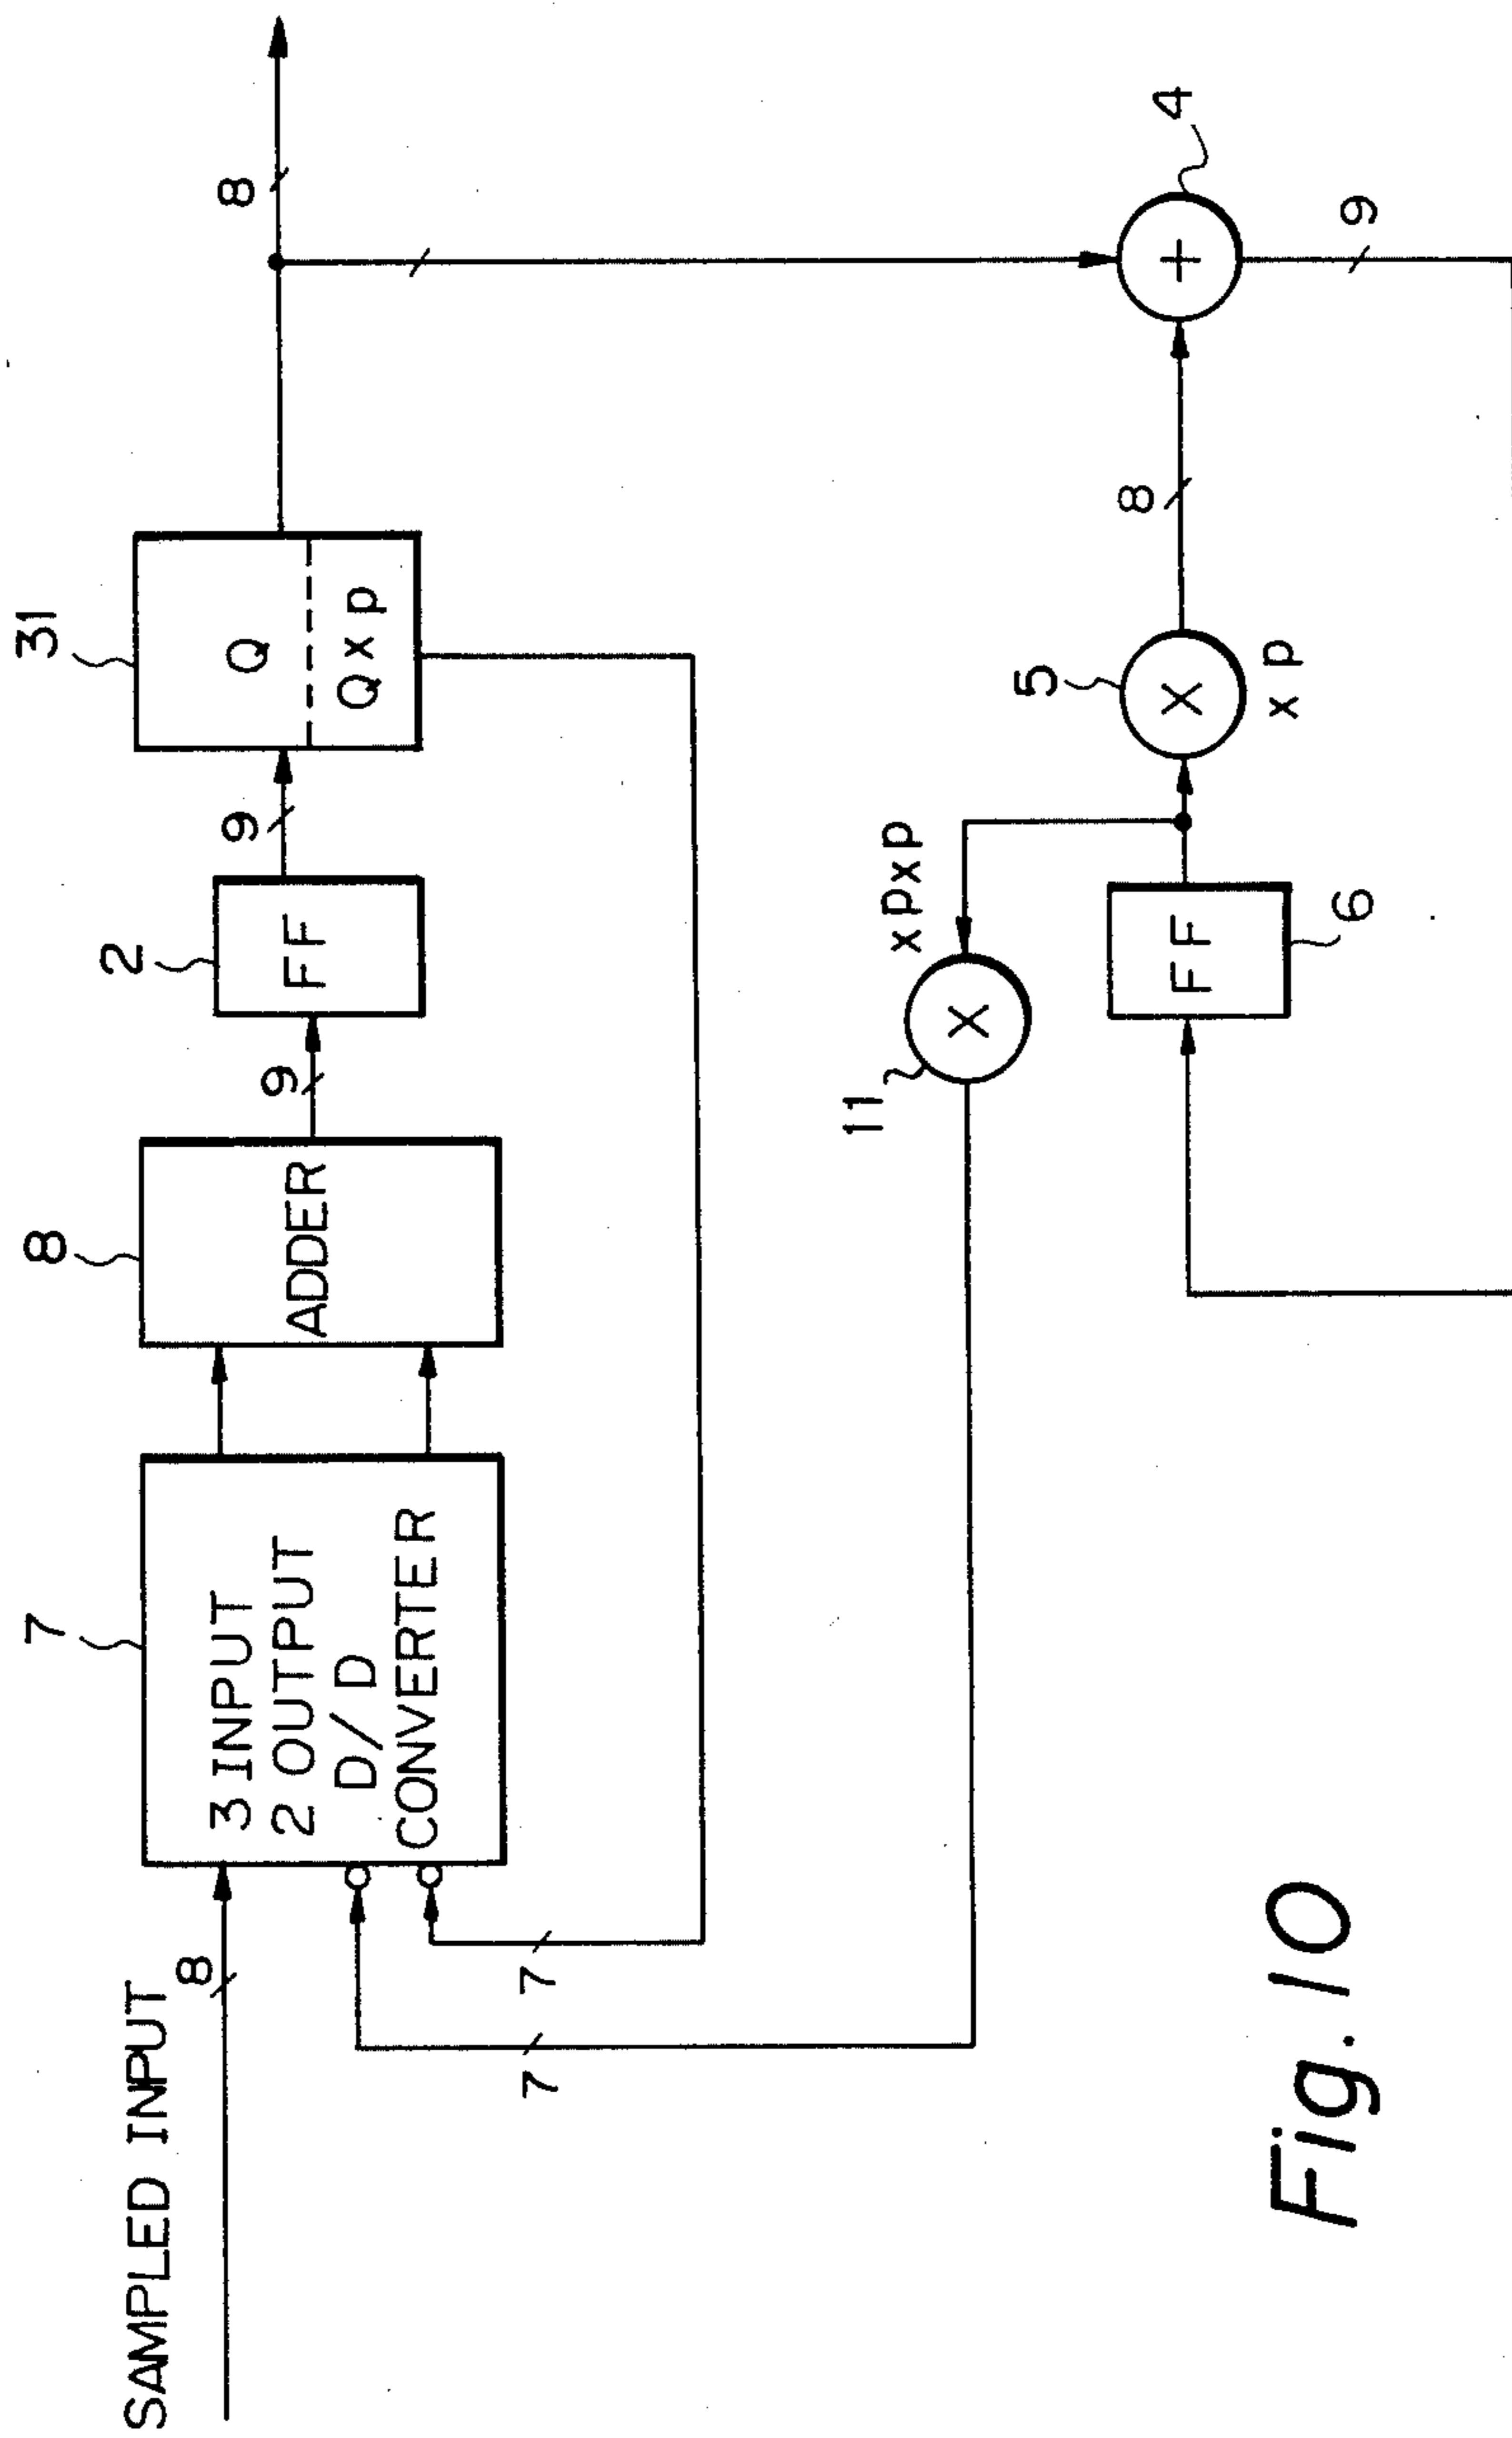 SAMPLED INPUT
8
7
3 INPUT
2 OUTPUT
D/D
CONVERTER
7
7
8
ADDER
9
2
FF
9
31
Q
Q x p
8
11
x p x p
FF
6
5
x p
8
4
9
Fig. 10